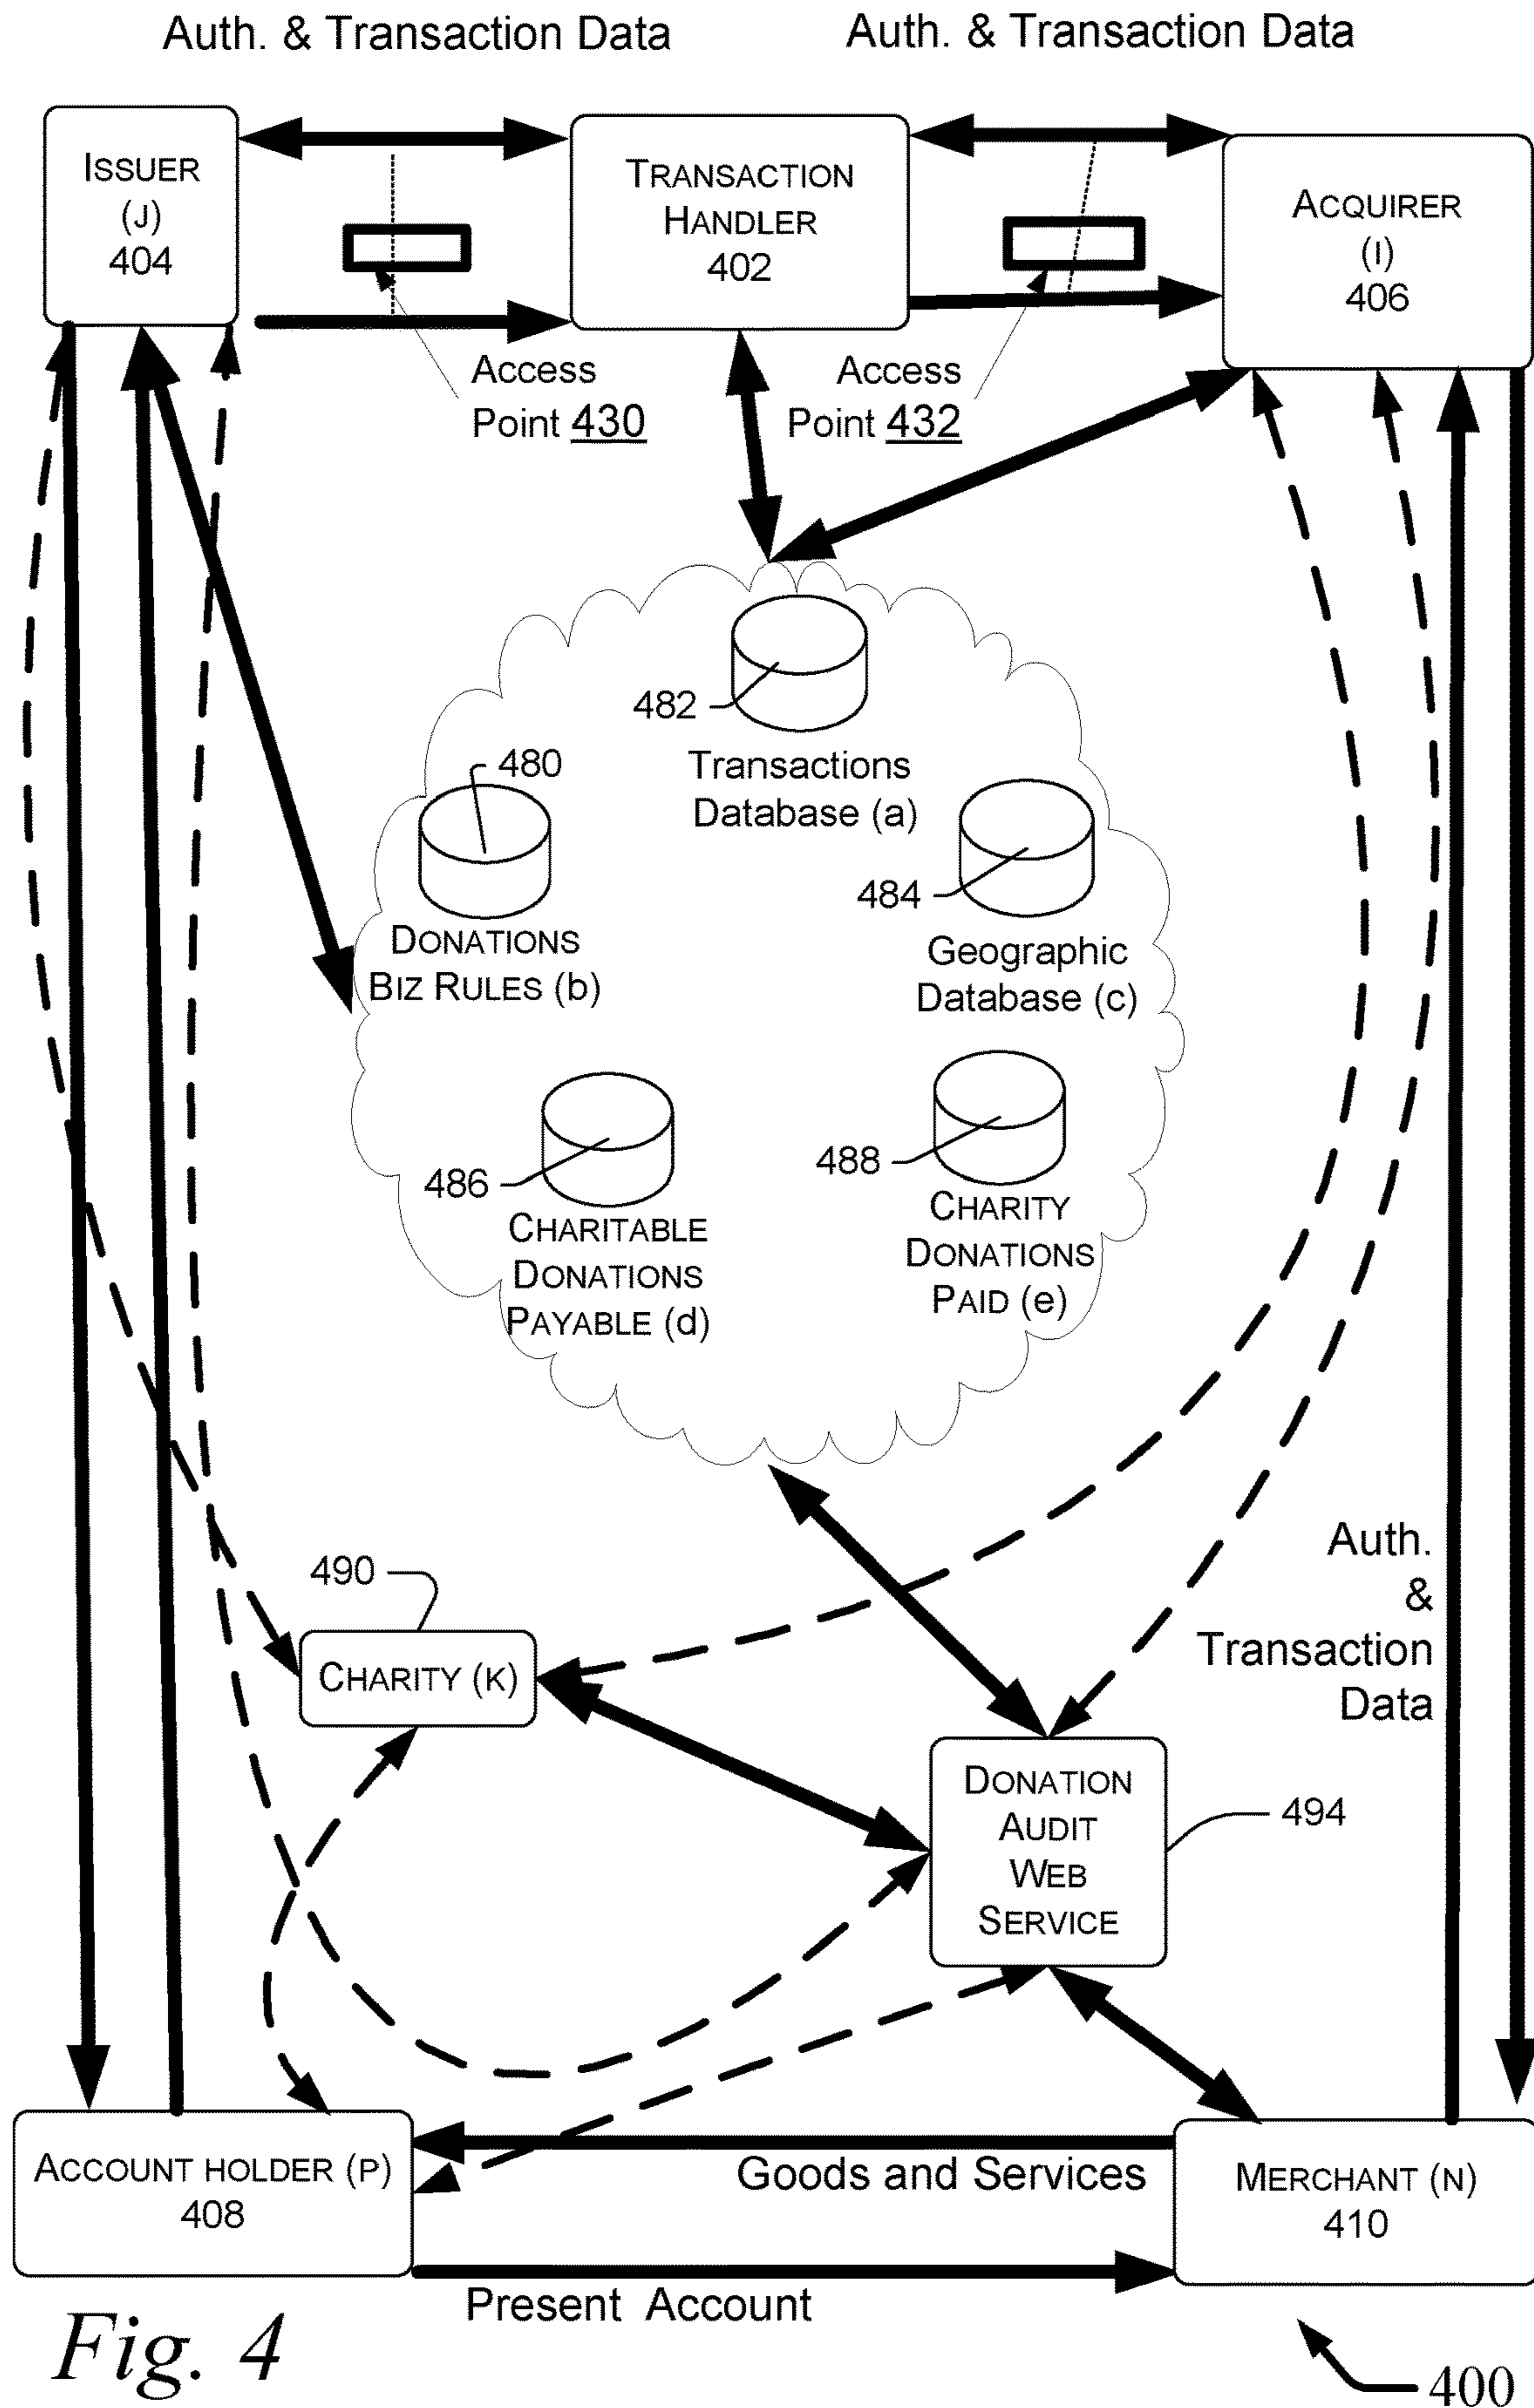 Auth. & Transaction Data
Auth. & Transaction Data
ISSUER
(J)
404
TRANSACTION
HANDLER
402
ACQUIRER
(I)
406
Access
Point 430
Access
Point 432
482
Transactions
Database (a)
480
DONATIONS
BIZ RULES (b)
484
Geographic
Database (c)
486
CHARITABLE
DONATIONS
PAYABLE (d)
488
CHARITY
DONATIONS
PAID (e)
Auth.
&
Transaction
Data
490
CHARITY (K)
DONATION
AUDIT
WEB
SERVICE
494
ACCOUNT HOLDER (P)
408
Goods and Services
MERCHANT (N)
410
Present Account
Fig. 4
400